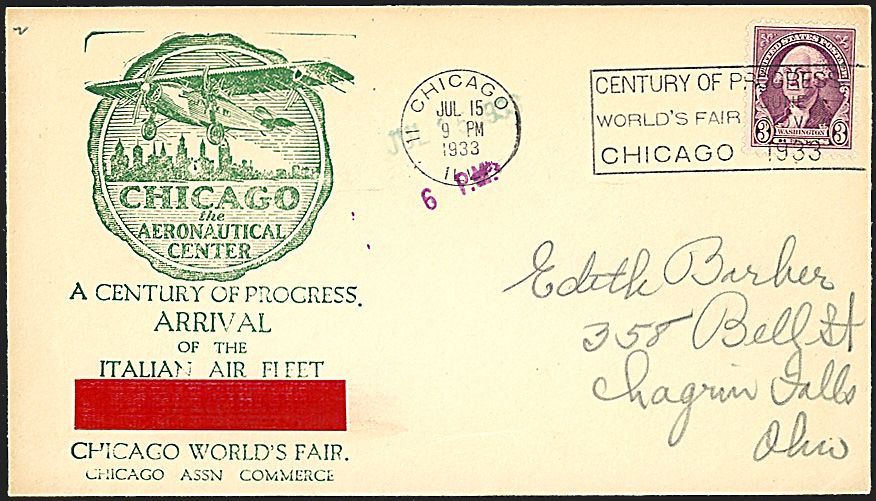 CHICAGO
the
AERONAUTICAL
CENTER
A CENTURY OF PROGRESS.
ARRIVAL
OF THE
ITALIAN AIR FLEET
CHICAGO WORLD'S FAIR.
CHICAGO ASSN COMMERCE
CHICAGO
JUL 15
9 PM
1933
ILL.
6 P.M.
CENTURY OF PROGRESS
WORLD'S FAIR
CHICAGO 1933
UNITED STATES POSTAGE
3 WASHINGTON 3
Edith Barber
358 Bell St
Chagrin Falls
Ohio